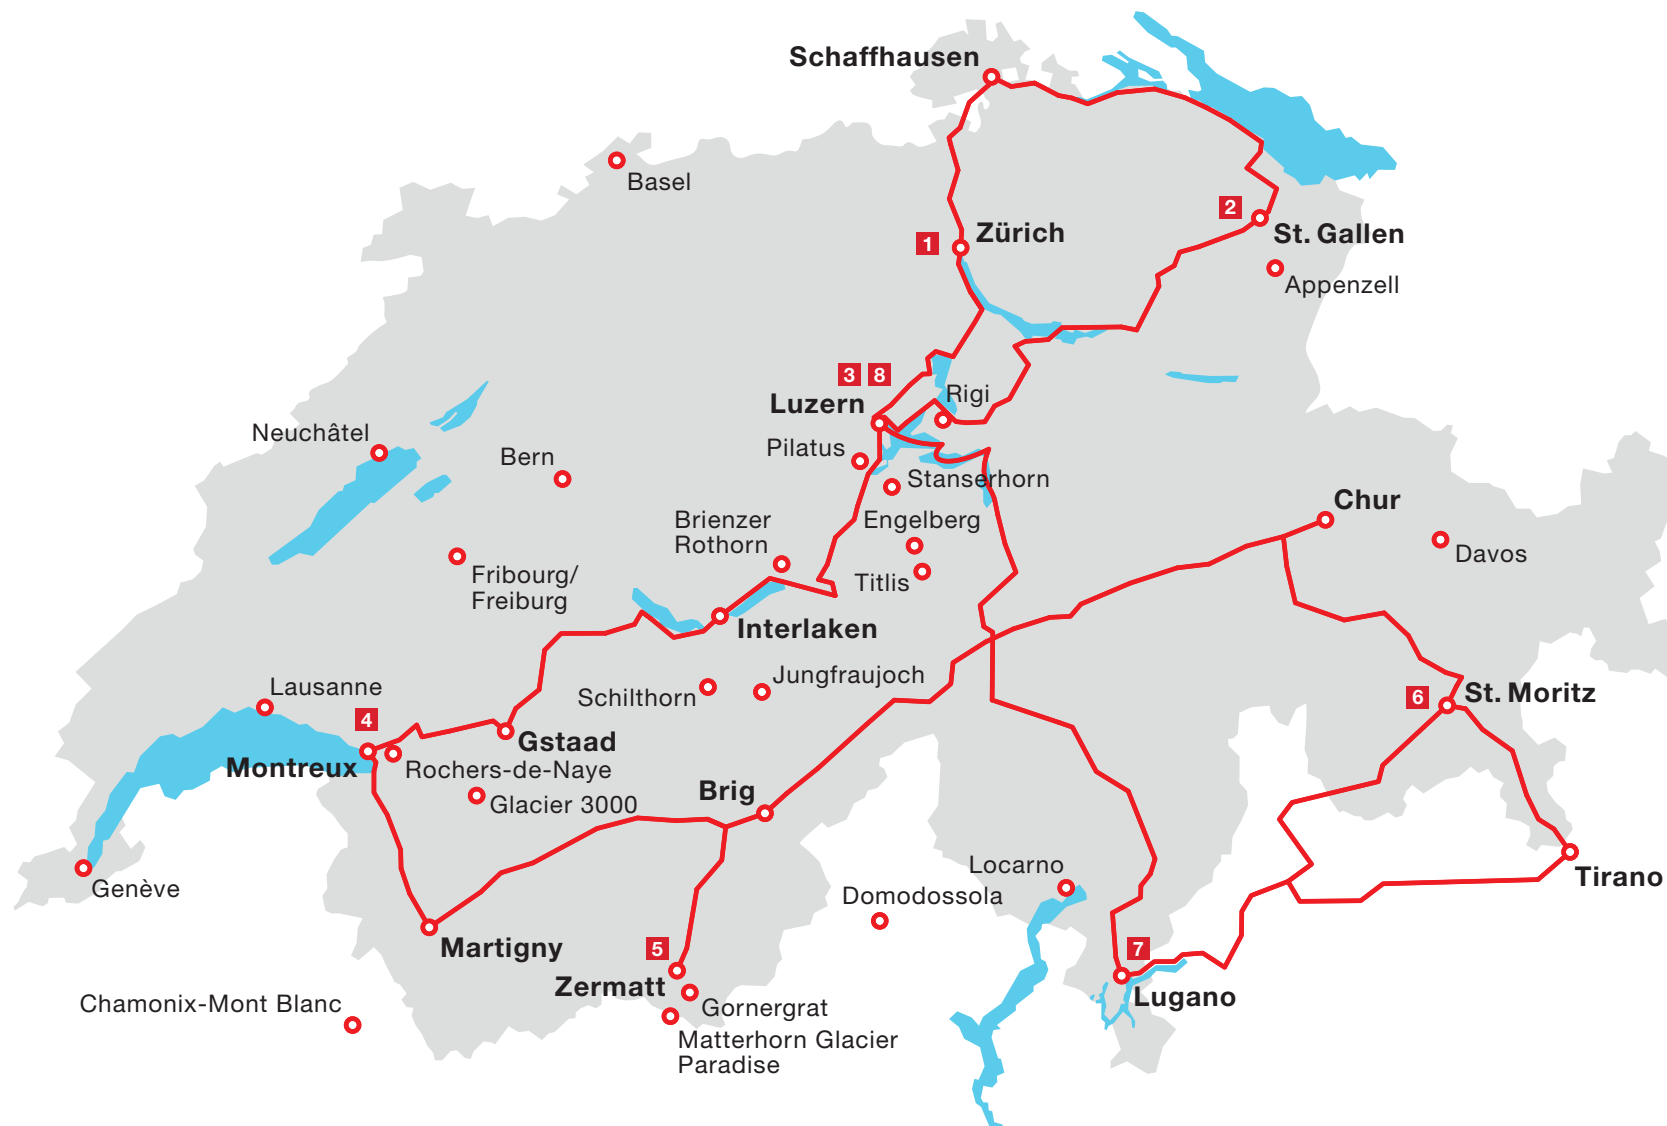 Schaffhausen
Basel
2
St. Gallen
1
Zürich
Appenzell
3 8
Luzern
Rigi
Neuchâtel
Bern
Pilatus
Stanserhorn
Chur
Brienzer
Rothorn
Engelberg
Davos
Fribourg/
Freiburg
Titlis
Interlaken
Lausanne
Schilthorn
Jungfraujoch
6
St. Moritz
4
Gstaad
Montreux
Rochers-de-Naye
Glacier 3000
Brig
Genève
Locarno
Domodossola
Tirano
Martigny
5
Zermatt
7
Lugano
Chamonix-Mont Blanc
Gornergrat
Matterhorn Glacier
Paradise